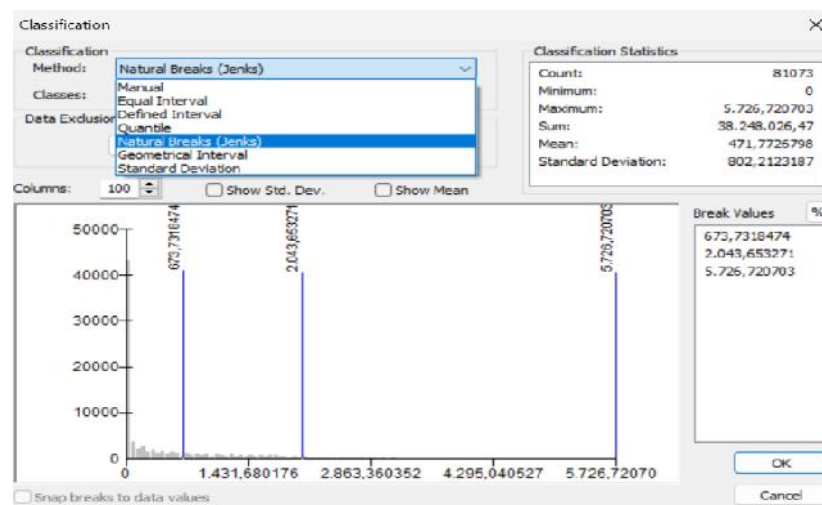 Classification
Classification
Method: Natural Breaks (Jenks)
Classes:
Manual
Equal Interval
Defined Interval
Quantile
Natural Breaks (Jenks)
Geometrical Interval
Standard Deviation
Data Exclusion
Classification Statistics
Count: 81073
Minimum: 0
Maximum: 5.726,720703
Sum: 38.248.026,47
Mean: 471,7725798
Standard Deviation: 802,2123187
Columns: 100 Show Std. Dev. Show Mean
673,7318474
2.043,653271
5.726,720703
50000
40000
30000
20000
10000
0
0 1.431,680176 2.863,360352 4.295,040527 5.726,72070
Break Values %
673,7318474
2.043,653271
5.726,720703
OK
Snap breaks to data values
Cancel